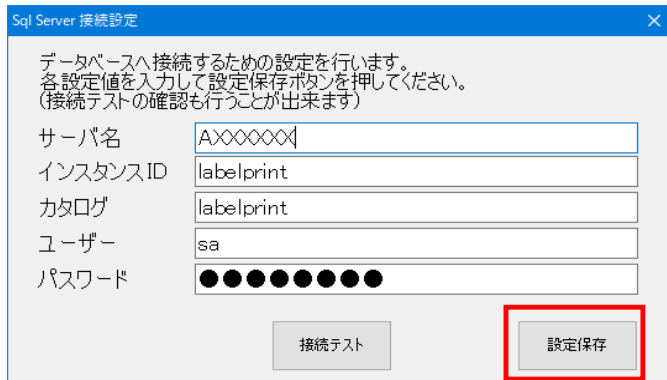 Sql Server 接続設定
データベースへ接続するための設定を行います。
各設定値を入力して設定保存ボタンを押してください。
(接続テストの確認も行うことが出来ます)
サーバ名 AXXXXXXX
インスタンスID labelprint
カタログ labelprint
ユーザー sa
パスワード ●●●●●●●●
接続テスト 設定保存